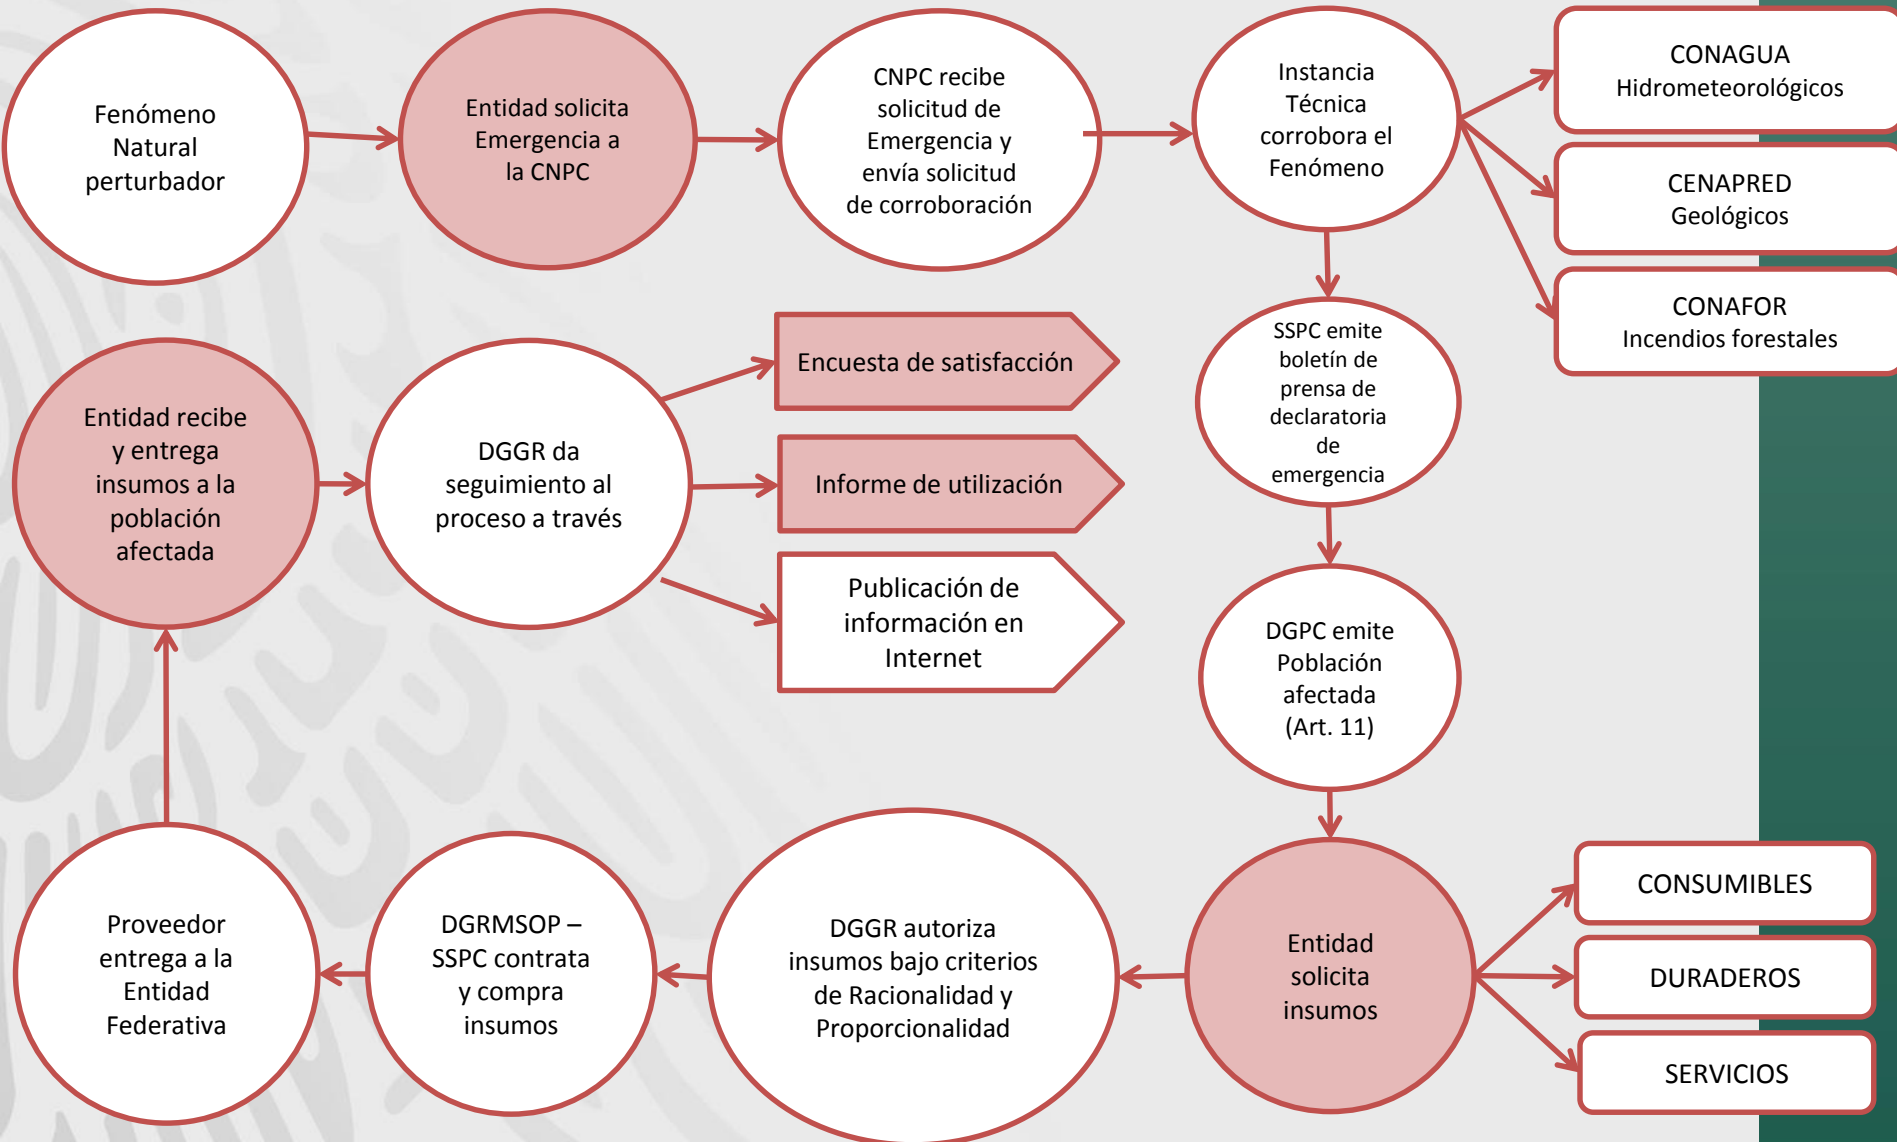 Fenómeno
Natural
perturbador
Entidad solicita
Emergencia a
la CNPC
CNPC recibe
solicitud de
Emergencia y
envía solicitud
de corroboración
Instancia
Técnica
corrobora el
Fenómeno
CONAGUA
Hidrometeorológicos
CENAPRED
Geológicos
CONAFOR
Incendios forestales
SSPC emite
boletín de
prensa de
declaratoria
de
emergencia
DGPC emite
Población
afectada
(Art. 11)
Entidad
solicita
insumos
CONSUMIBLES
DURADEROS
SERVICIOS
DGGR autoriza
insumos bajo criterios
de Racionalidad y
Proporcionalidad
DGRMSOP –
SSPC contrata
y compra
insumos
Proveedor
entrega a la
Entidad
Federativa
Entidad recibe
y entrega
insumos a la
población
afectada
DGGR da
seguimiento al
proceso a través
Encuesta de satisfacción
Informe de utilización
Publicación de
información en
Internet